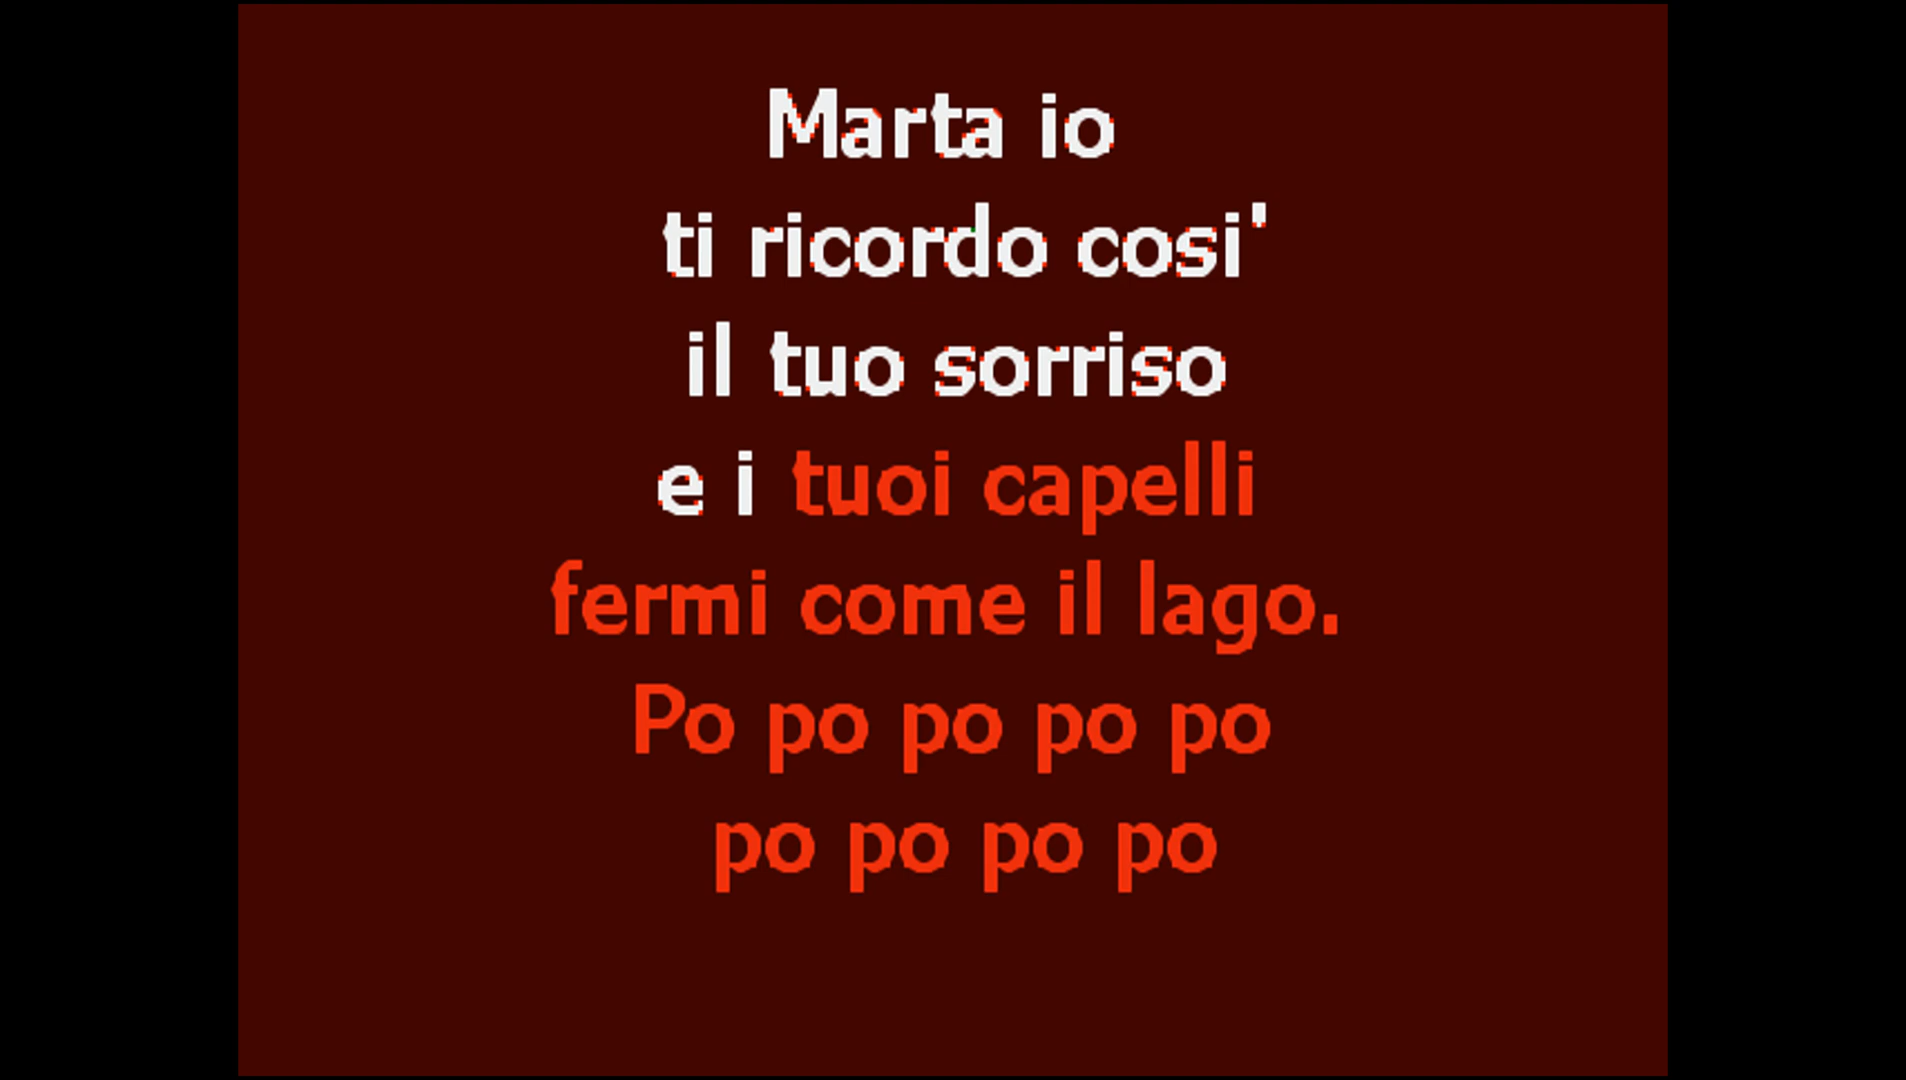 Marta io
ti ricordo cosi'
il tuo sorriso
e i tuoi capelli
fermi come il lago.
Po po po po po
po po po po